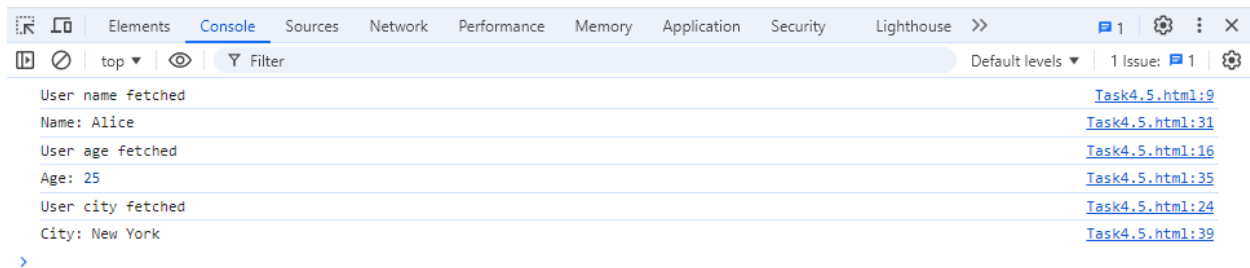 Elements Console Sources Network Performance Memory Application Security Lighthouse 1
top Filter Default levels 1 Issue: 1
User name fetched Task4.5.html:9
Name: Alice Task4.5.html:31
User age fetched Task4.5.html:16
Age: 25 Task4.5.html:35
User city fetched Task4.5.html:24
City: New York Task4.5.html:39